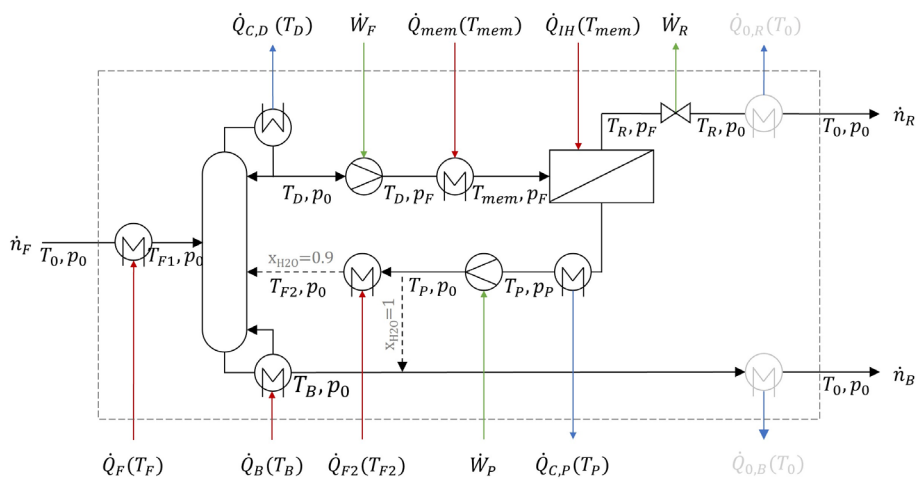 Q̇_{C,D} (T_D) Ẇ_F Q̇_{mem}(T_{mem}) Q̇_{IH}(T_{mem}) Ẇ_R Q̇_{0,R}(T_0)
T_R, p_F T_R, p_0 T_0, p_0 ṅ_R
T_D, p_0 T_D, p_F T_{mem}, p_F
ṅ_F T_0, p_0 T_{F1}, p_0
x_{H2O}=0.9
T_{F2}, p_0 T_P, p_0 T_P, p_P
x_{H2O}=1
T_B, p_0 T_0, p_0 ṅ_B
Q̇_F(T_F) Q̇_B(T_B) Q̇_{F2}(T_{F2}) Ẇ_P Q̇_{C,P}(T_P) Q̇_{0,B}(T_0)